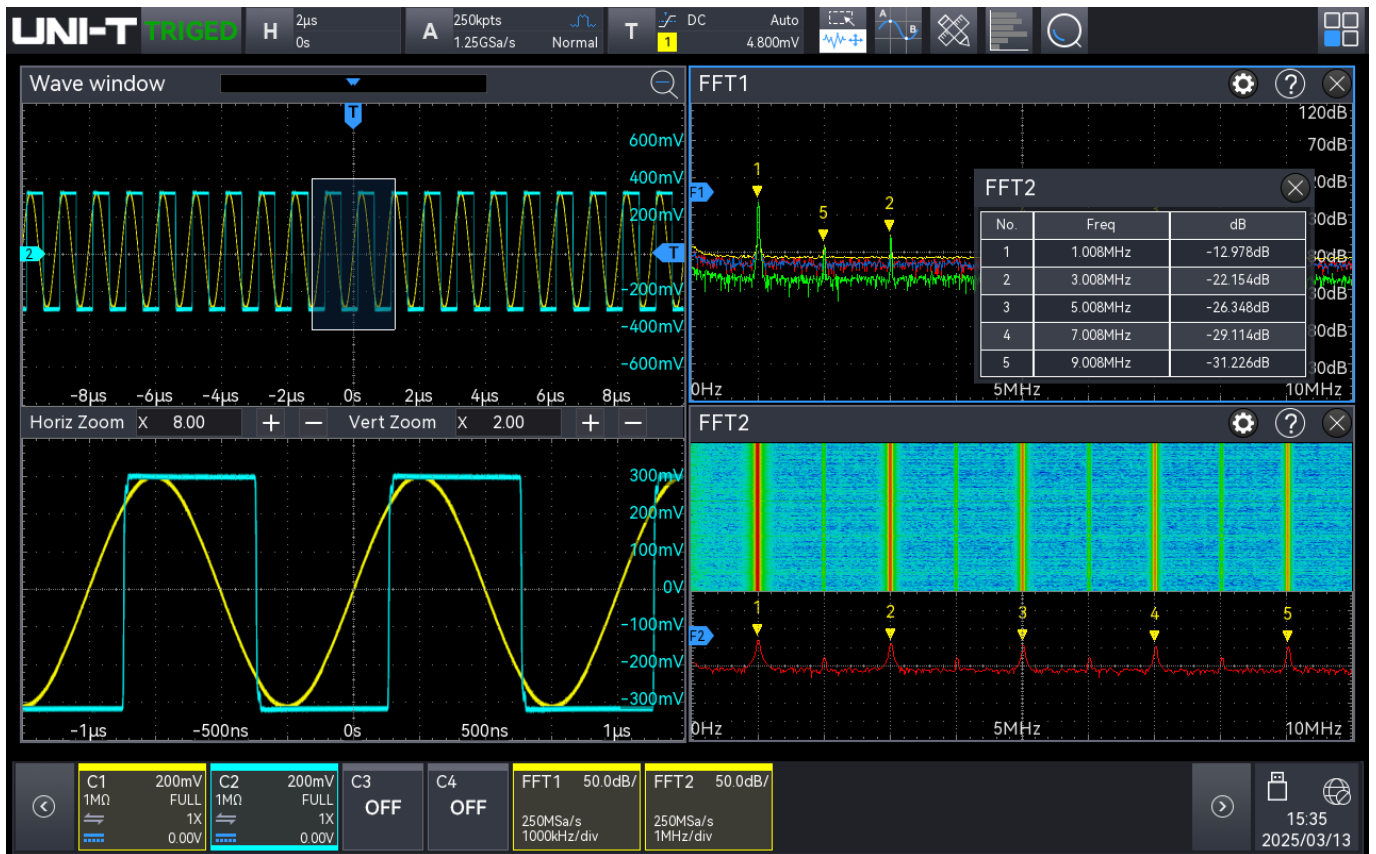 UNI-T TRIGED H 2μs A 250kpts T DC Auto A
0s 1.25GSa/s Normal 1 4.800mV B
Wave window
T
600mV
400mV
200mV
2 T
-200mV
-400mV
-600mV
-8μs -6μs -4μs -2μs 0s 2μs 4μs 6μs 8μs
Horiz Zoom X 8.00 + − Vert Zoom X 2.00 + −
300mV
200mV
100mV
0V
-100mV
-200mV
-300mV
-1μs -500ns 0s 500ns 1μs
FFT1 ?
120dB
70dB
1
F1
5 2
0Hz 5MHz 10MHz
FFT2
No. Freq dB
1 1.008MHz -12.978dB
2 3.008MHz -22.154dB
3 5.008MHz -26.348dB
4 7.008MHz -29.114dB
5 9.008MHz -31.226dB
FFT2 ?
1 2 3 4 5
F2
0Hz 5MHz 10MHz
C1 200mV C2 200mV C3 C4 FFT1 50.0dB/ FFT2 50.0dB/
1MΩ FULL 1MΩ FULL OFF OFF
1X 1X 250MSa/s 250MSa/s 15:35
0.00V 0.00V 1000kHz/div 1MHz/div 2025/03/13